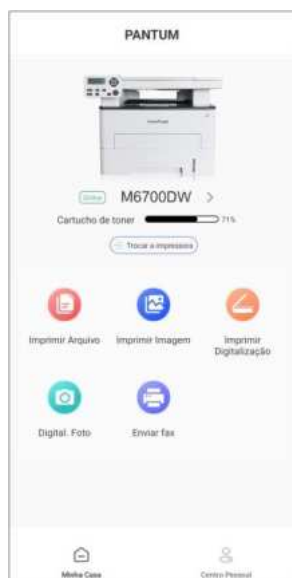 PANTUM
M6700DW
Cartucho de toner 71%
Trocar a impressora
Imprimir Arquivo
Imprimir Imagem
Imprimir
Digitalização
Digital. Foto
Enviar fax
Minha Casa
Centro Pessoal